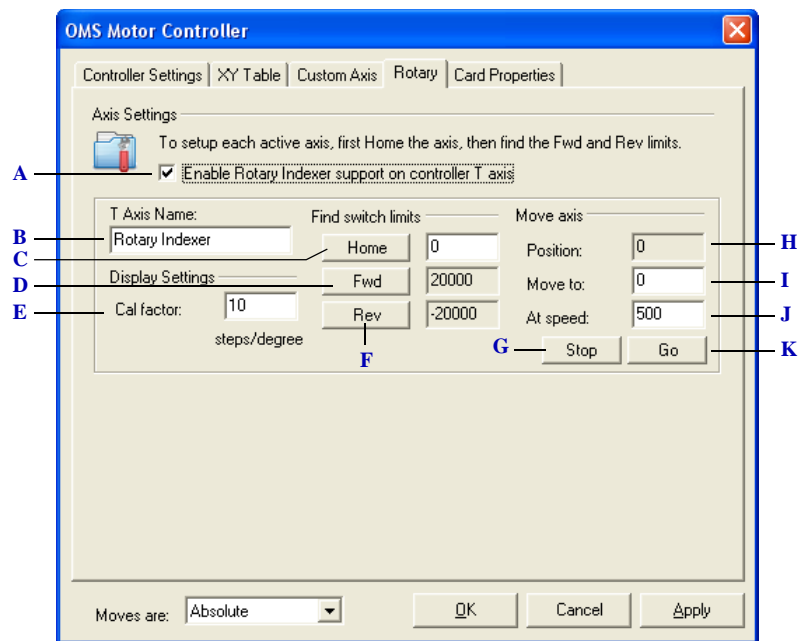 OMS Motor Controller
Controller Settings XY Table Custom Axis Rotary Card Properties
Axis Settings
To setup each active axis, first Home the axis, then find the Fwd and Rev limits.
A Enable Rotary Indexer support on controller T axis
T Axis Name: Find switch limits Move axis
B Rotary Indexer
C Home 0 Position: 0 H
Display Settings
D Fwd 20000 Move to: 0 I
E Cal factor: 10 Rev -20000 At speed: 500 J
steps/degree
F
G Stop Go K
Moves are: Absolute OK Cancel Apply